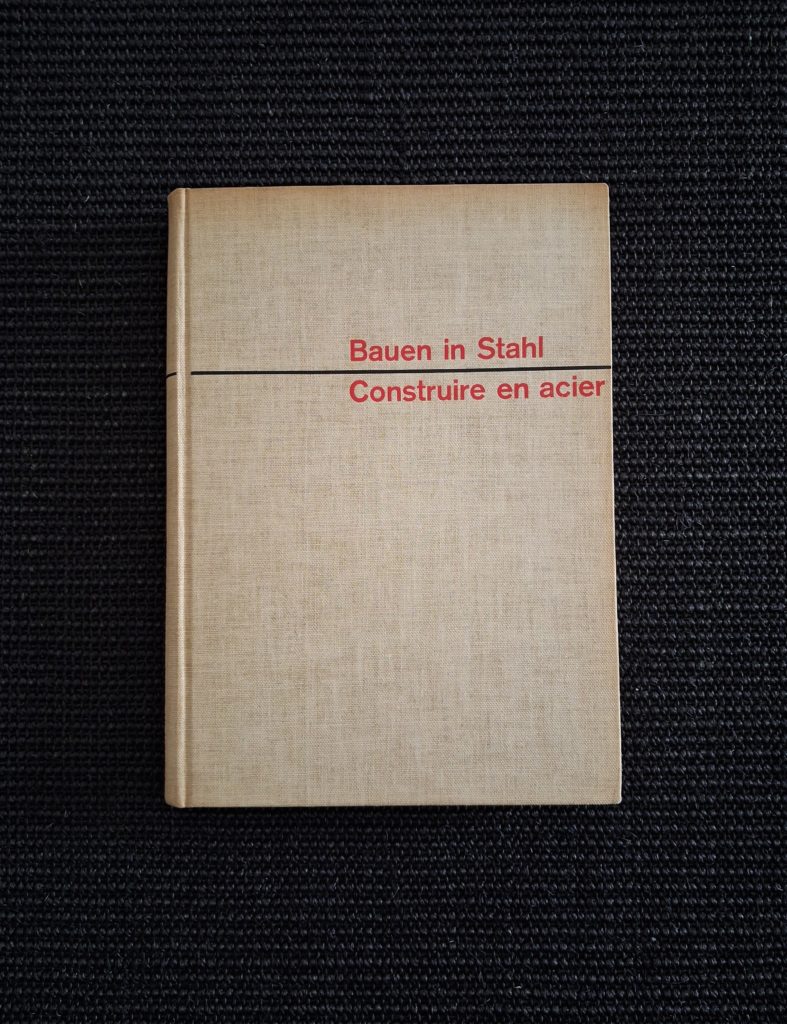 Bauen in Stahl
Construire en acier